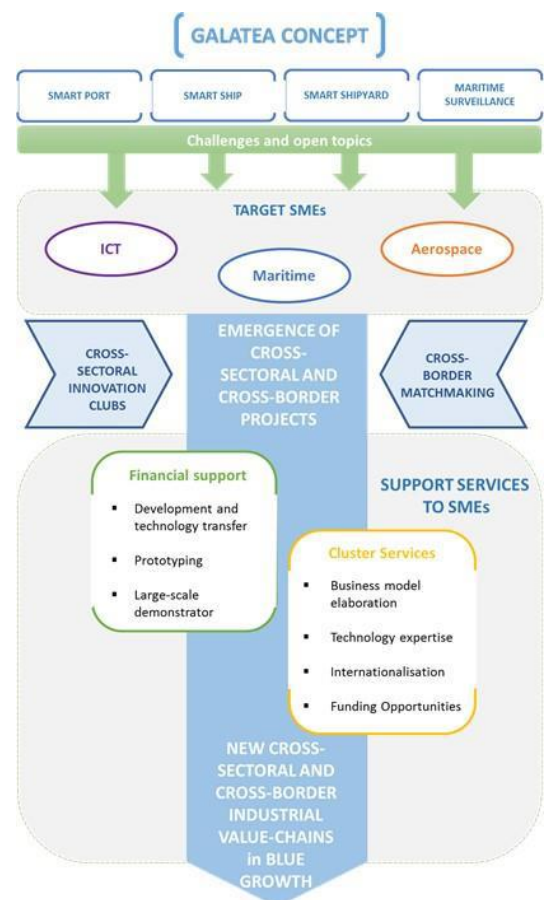 GALATEA CONCEPT
SMART PORT
SMART SHIP
SMART SHIPYARD
MARITIME
SURVEILLANCE
Challenges and open topics
TARGET SMEs
ICT
Maritime
Aerospace
CROSS-
SECTORAL
INNOVATION
CLUBS
EMERGENCE OF
CROSS-
SECTORAL AND
CROSS-BORDER
PROJECTS
CROSS-
BORDER
MATCHMAKING
Financial support
▪ Development and
technology transfer
▪ Prototyping
▪ Large-scale
demonstrator
SUPPORT SERVICES
TO SMEs
Cluster Services
▪ Business model
elaboration
▪ Technology expertise
▪ Internationalisation
▪ Funding Opportunities
NEW CROSS-
SECTORAL AND
CROSS-BORDER
INDUSTRIAL
VALUE-CHAINS
in BLUE
GROWTH